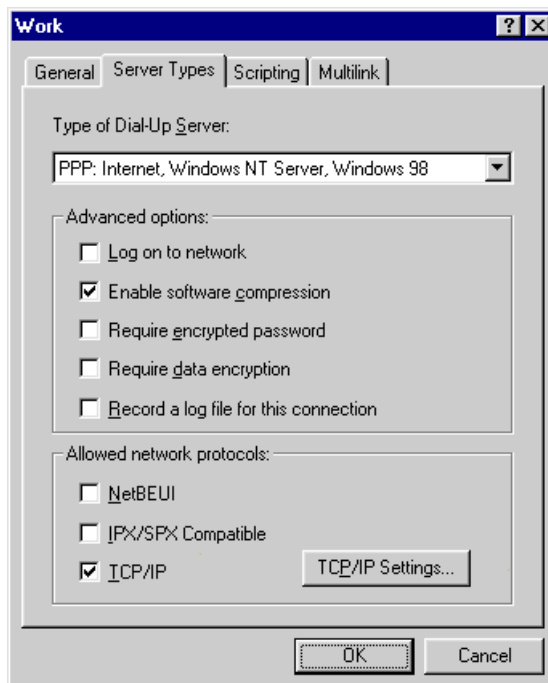 Work
General Server Types Scripting Multilink
Type of Dial-Up Server:
PPP: Internet, Windows NT Server, Windows 98
Advanced options:
Log on to network
Enable software compression
Require encrypted password
Require data encryption
Record a log file for this connection
Allowed network protocols:
NetBEUI
IPX/SPX Compatible
TCP/IP TCP/IP Settings...
OK Cancel